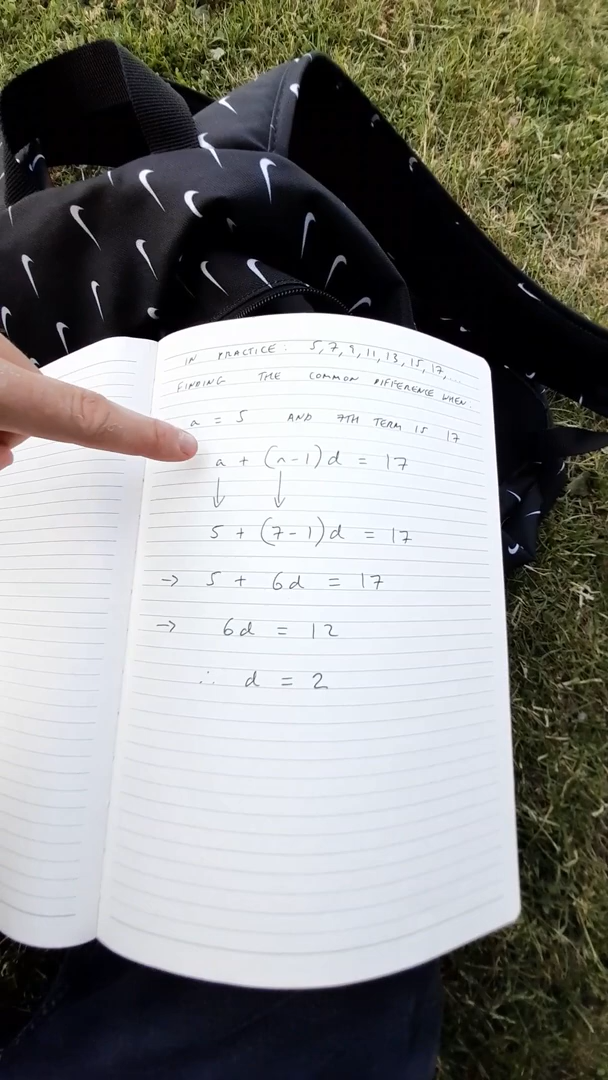 IN PRACTICE: 5, 7, 9, 11, 13, 15, 17, ...
FINDING THE COMMON DIFFERENCE WHEN:
a = 5 AND 7TH TERM IS 17
a + (n-1)d = 17
↓ ↓
5 + (7-1)d = 17
→ 5 + 6d = 17
→ 6d = 12
∴ d = 2